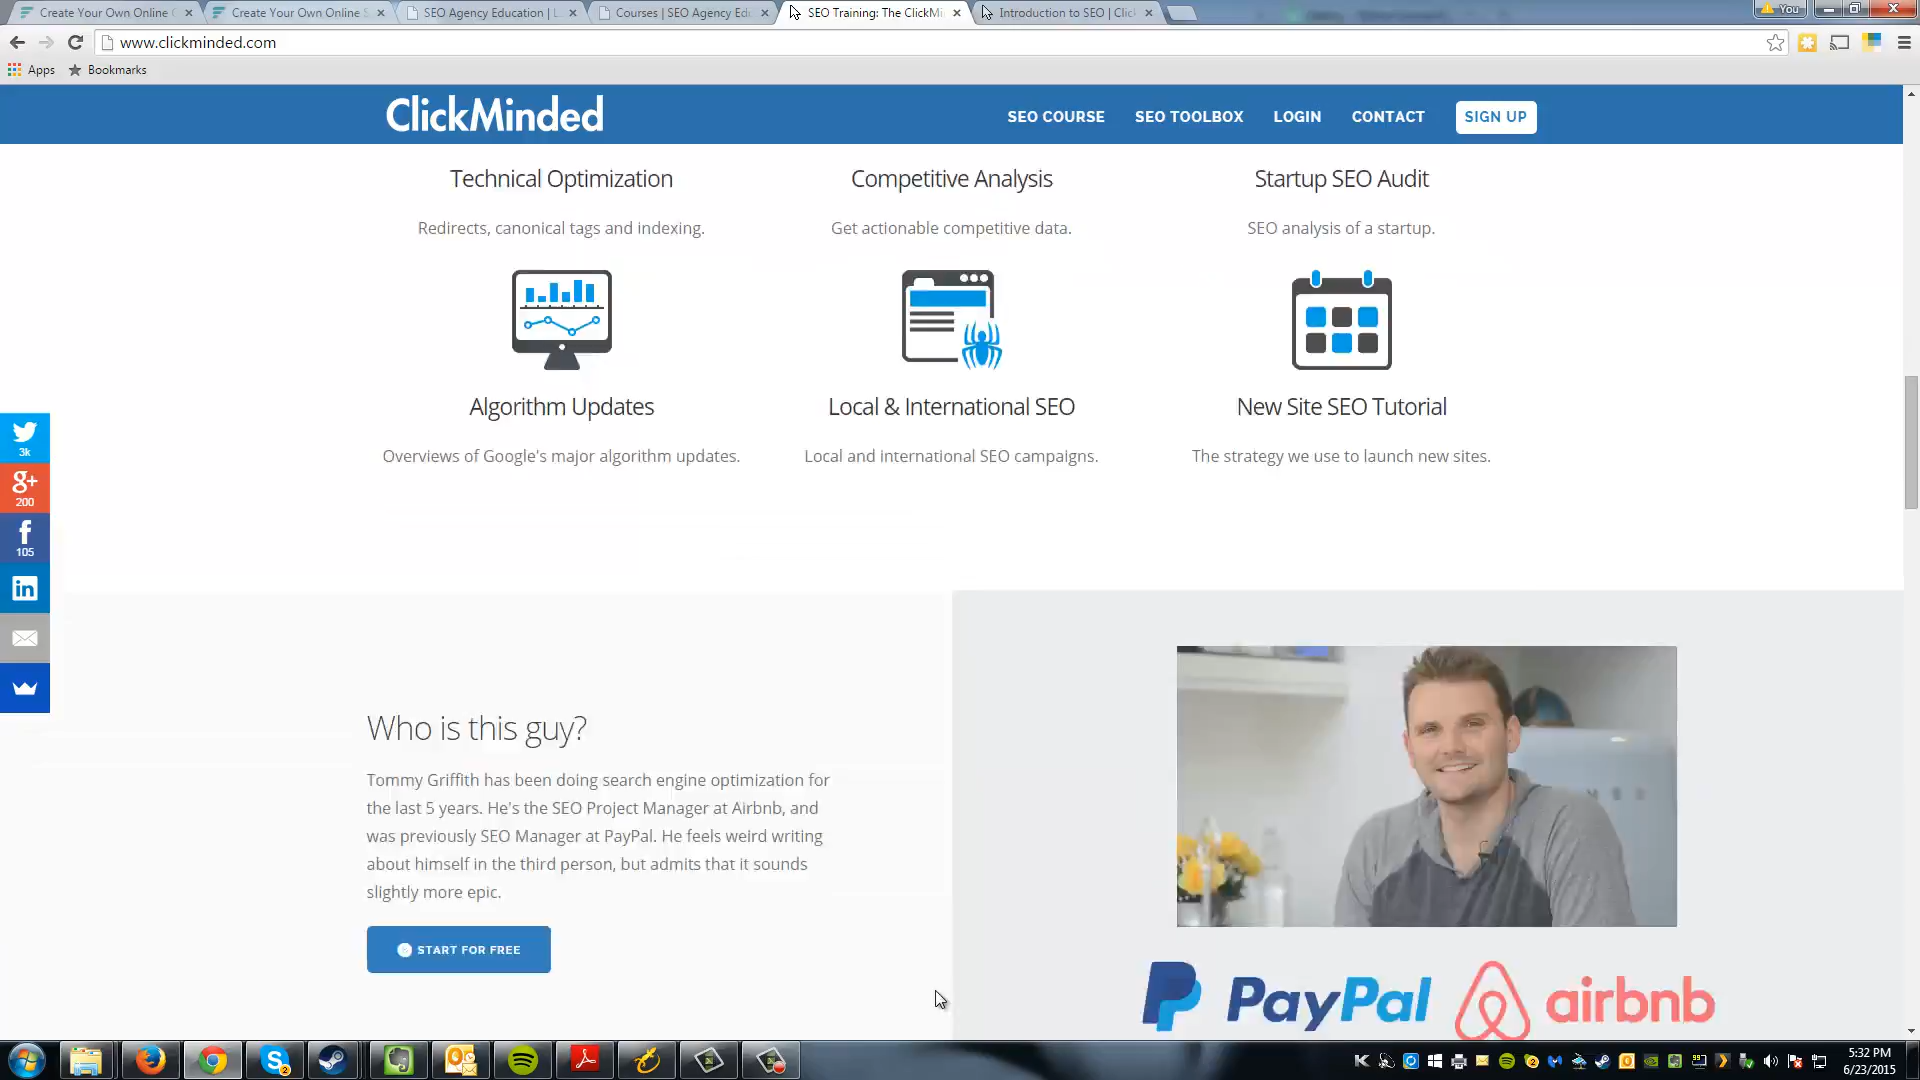 Create Your Own Online
Create Your Own Online S
SEO Agency Education | L
Courses | SEO Agency Ed
SEO Training: The ClickMi
Introduction to SEO | Click
You
www.clickminded.com
Apps
Bookmarks
ClickMinded
SEO COURSE
SEO TOOLBOX
LOGIN
CONTACT
SIGN UP
Technical Optimization
Competitive Analysis
Startup SEO Audit
Redirects, canonical tags and indexing.
Get actionable competitive data.
SEO analysis of a startup.
Algorithm Updates
Local & International SEO
New Site SEO Tutorial
Overviews of Google's major algorithm updates.
Local and international SEO campaigns.
The strategy we use to launch new sites.
3k
g+
200
105
in
Who is this guy?
Tommy Griffith has been doing search engine optimization for
the last 5 years. He's the SEO Project Manager at Airbnb, and
was previously SEO Manager at PayPal. He feels weird writing
about himself in the third person, but admits that it sounds
slightly more epic.
START FOR FREE
PayPal
airbnb
5:32 PM
6/23/2015